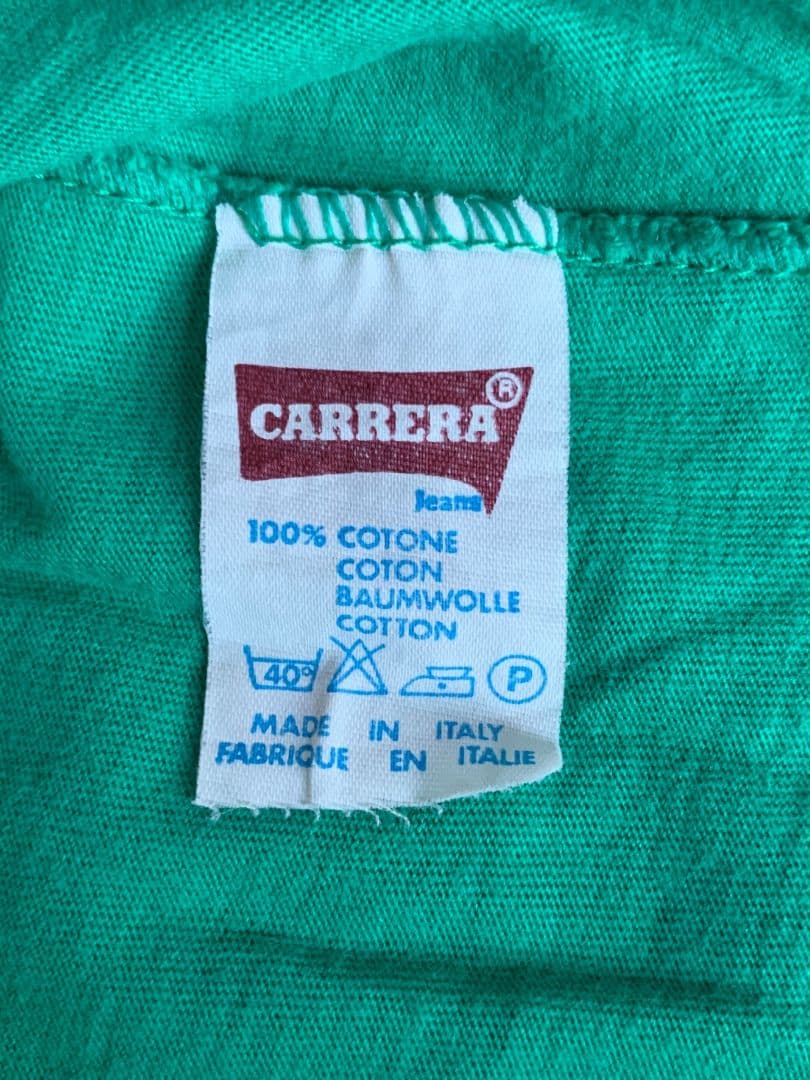 CARRERA ®
Jeans
100% COTONE
COTON
BAUMWOLLE
COTTON
40° P
MADE IN ITALY
FABRIQUE EN ITALIE